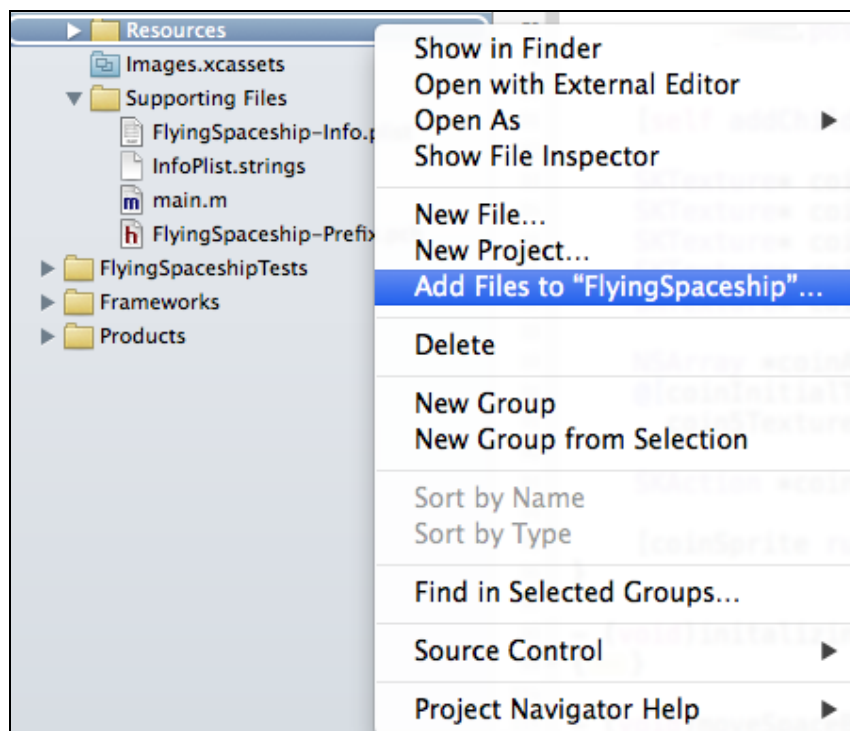 Resources
Images.xcassets
Supporting Files
FlyingSpaceship-Info.p
InfoPlist.strings
main.m
FlyingSpaceship-Prefix
FlyingSpaceshipTests
Frameworks
Products
Show in Finder
Open with External Editor
Open As
Show File Inspector
New File...
New Project...
Add Files to “FlyingSpaceship”...
Delete
New Group
New Group from Selection
Sort by Name
Sort by Type
Find in Selected Groups...
Source Control
Project Navigator Help